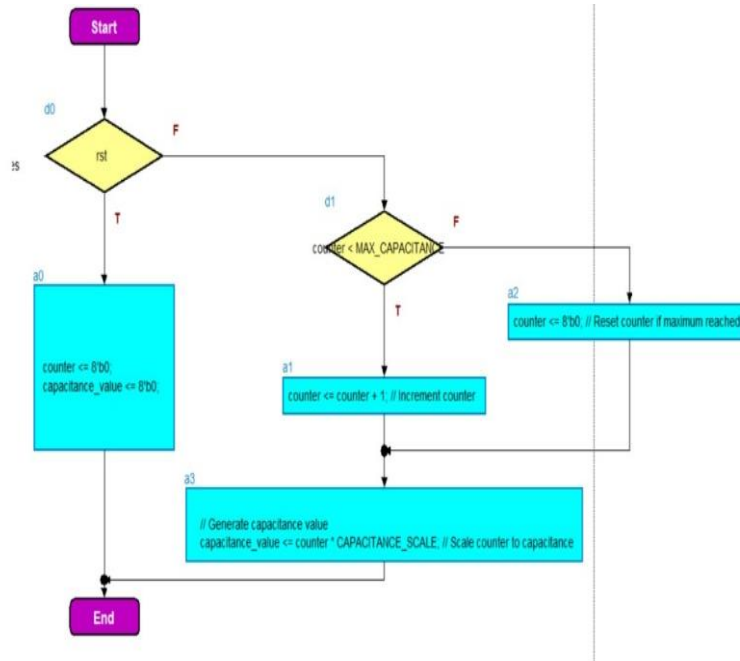 Start
d0
F
rst
es
T
d1
F
counter < MAX_CAPACITANCE
T
a0
counter <= 8'b0;
capacitance_value <= 8'b0;
a2
counter <= 8'b0; // Reset counter if maximum reached
a1
counter <= counter + 1; // Increment counter
a3
// Generate capacitance value
capacitance_value <= counter * CAPACITANCE_SCALE; // Scale counter to capacitance
End